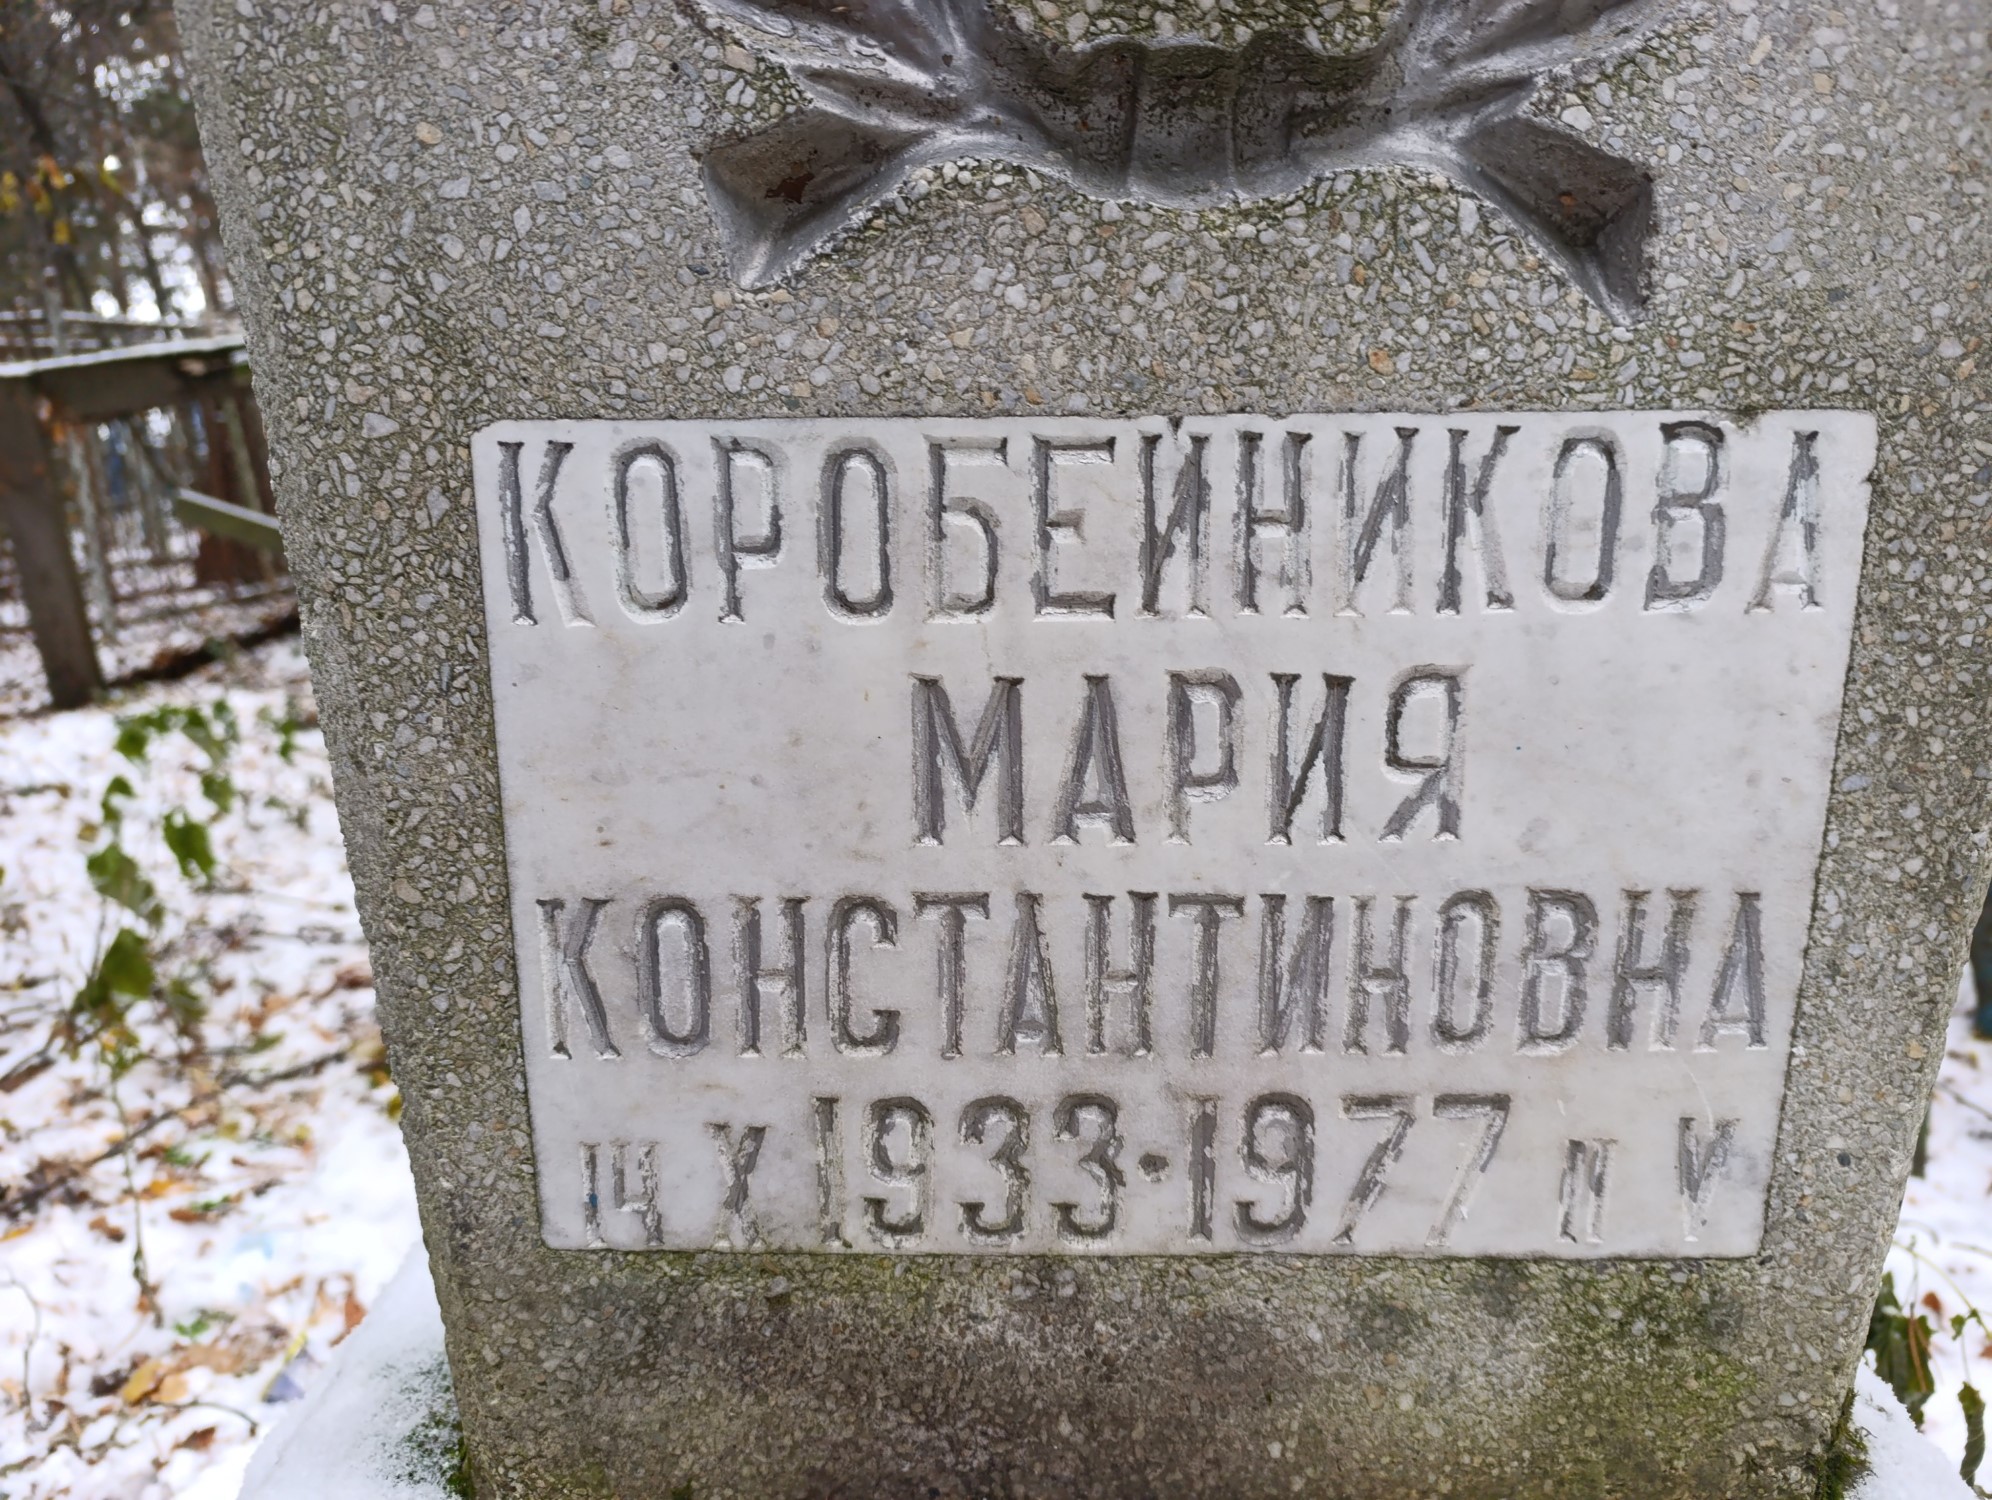 КОРОБЕЙНИКОВА
МАРИЯ
КОНСТАНТИНОВНА
14 X 1933·1977 11 V